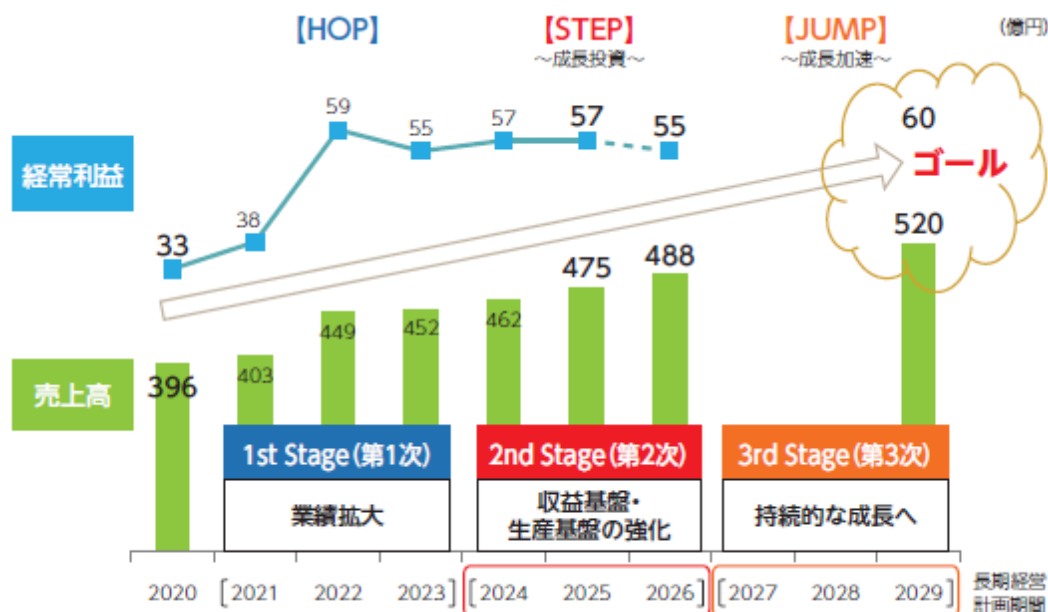 【HOP】
【STEP】
～成長投資～
【JUMP】
～成長加速～
(億円)
経常利益
33
38
59
55
57
57
55
60
ゴール
売上高
396
403
449
452
462
475
488
520
1st Stage(第1次)
業績拡大
2nd Stage(第2次)
収益基盤・
生産基盤の強化
3rd Stage(第3次)
持続的な成長へ
2020 [2021 2022 2023] [2024 2025 2026] [2027 2028 2029]
長期経営
計画期間